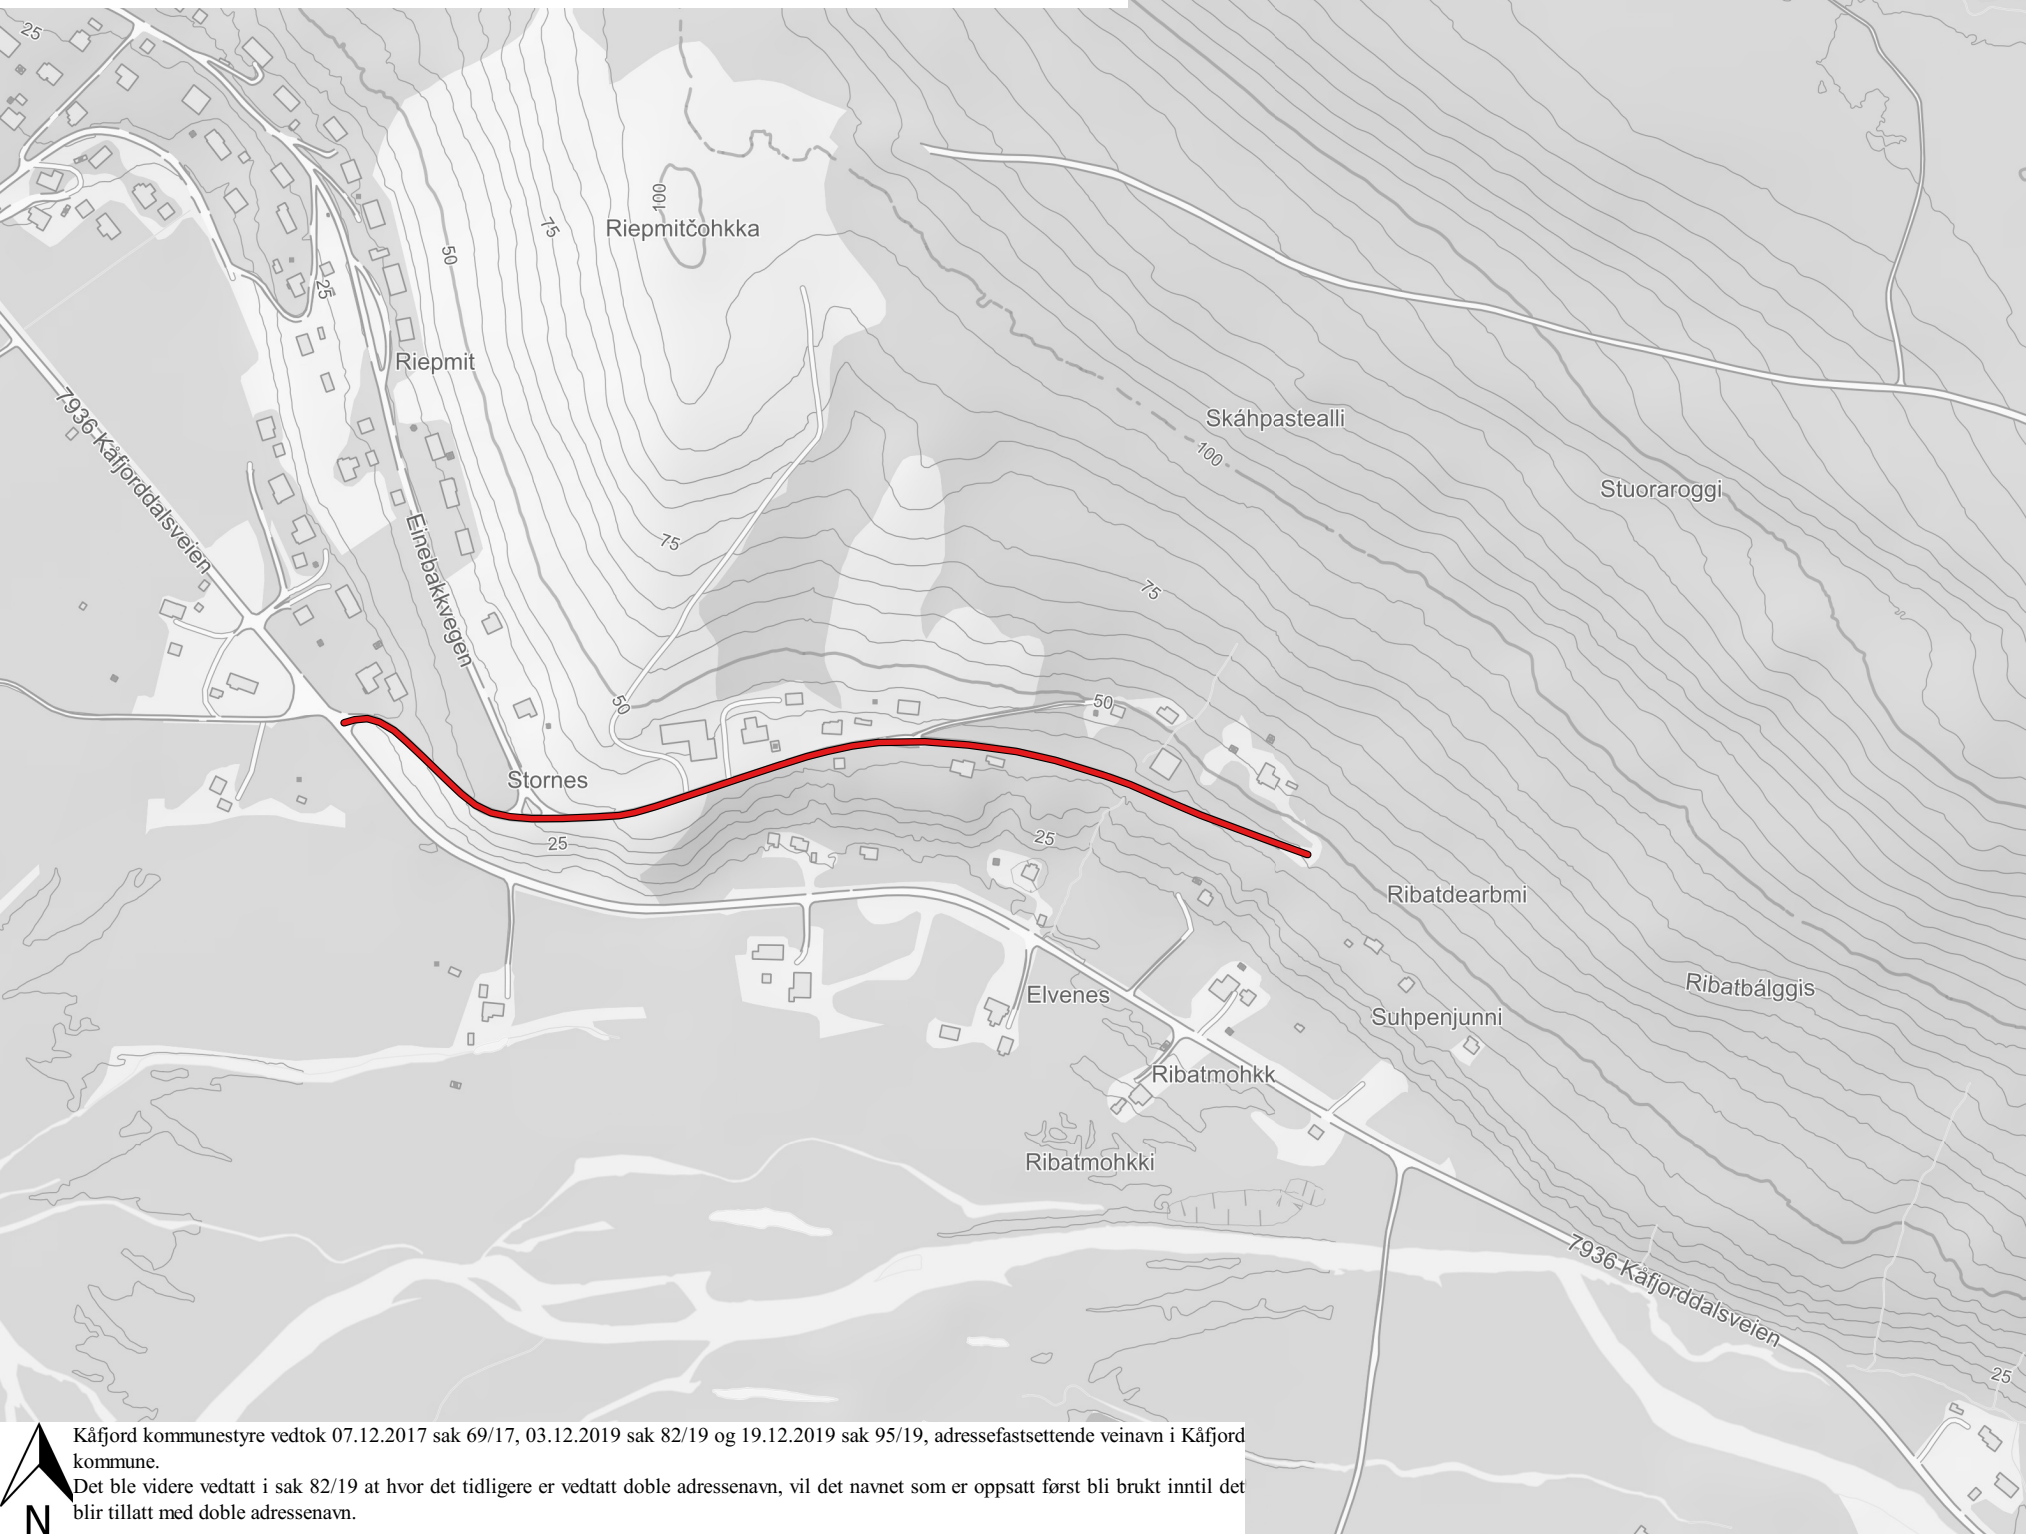 25
Riepmitčohkka
100
75
50
25
Riepmit
7936 Kåfjorddalsveien
Skáhpastealli
100
Stuoraroggi
Einebakkvegen
75
75
50
50
Stornes
25
25
Ribatdearbmi
Ribatbálggis
Elvenes
Suhpenjunni
Ribatmohkk
Ribatmohkki
7936 Kåfjorddalsveien
25
Kåfjord kommunestyre vedtok 07.12.2017 sak 69/17, 03.12.2019 sak 82/19 og 19.12.2019 sak 95/19, adressefastsettende veinavn i Kåfjord
kommune.
Det ble videre vedtatt i sak 82/19 at hvor det tidligere er vedtatt doble adressenavn, vil det navnet som er oppsatt først bli brukt inntil det
blir tillatt med doble adressenavn.
N